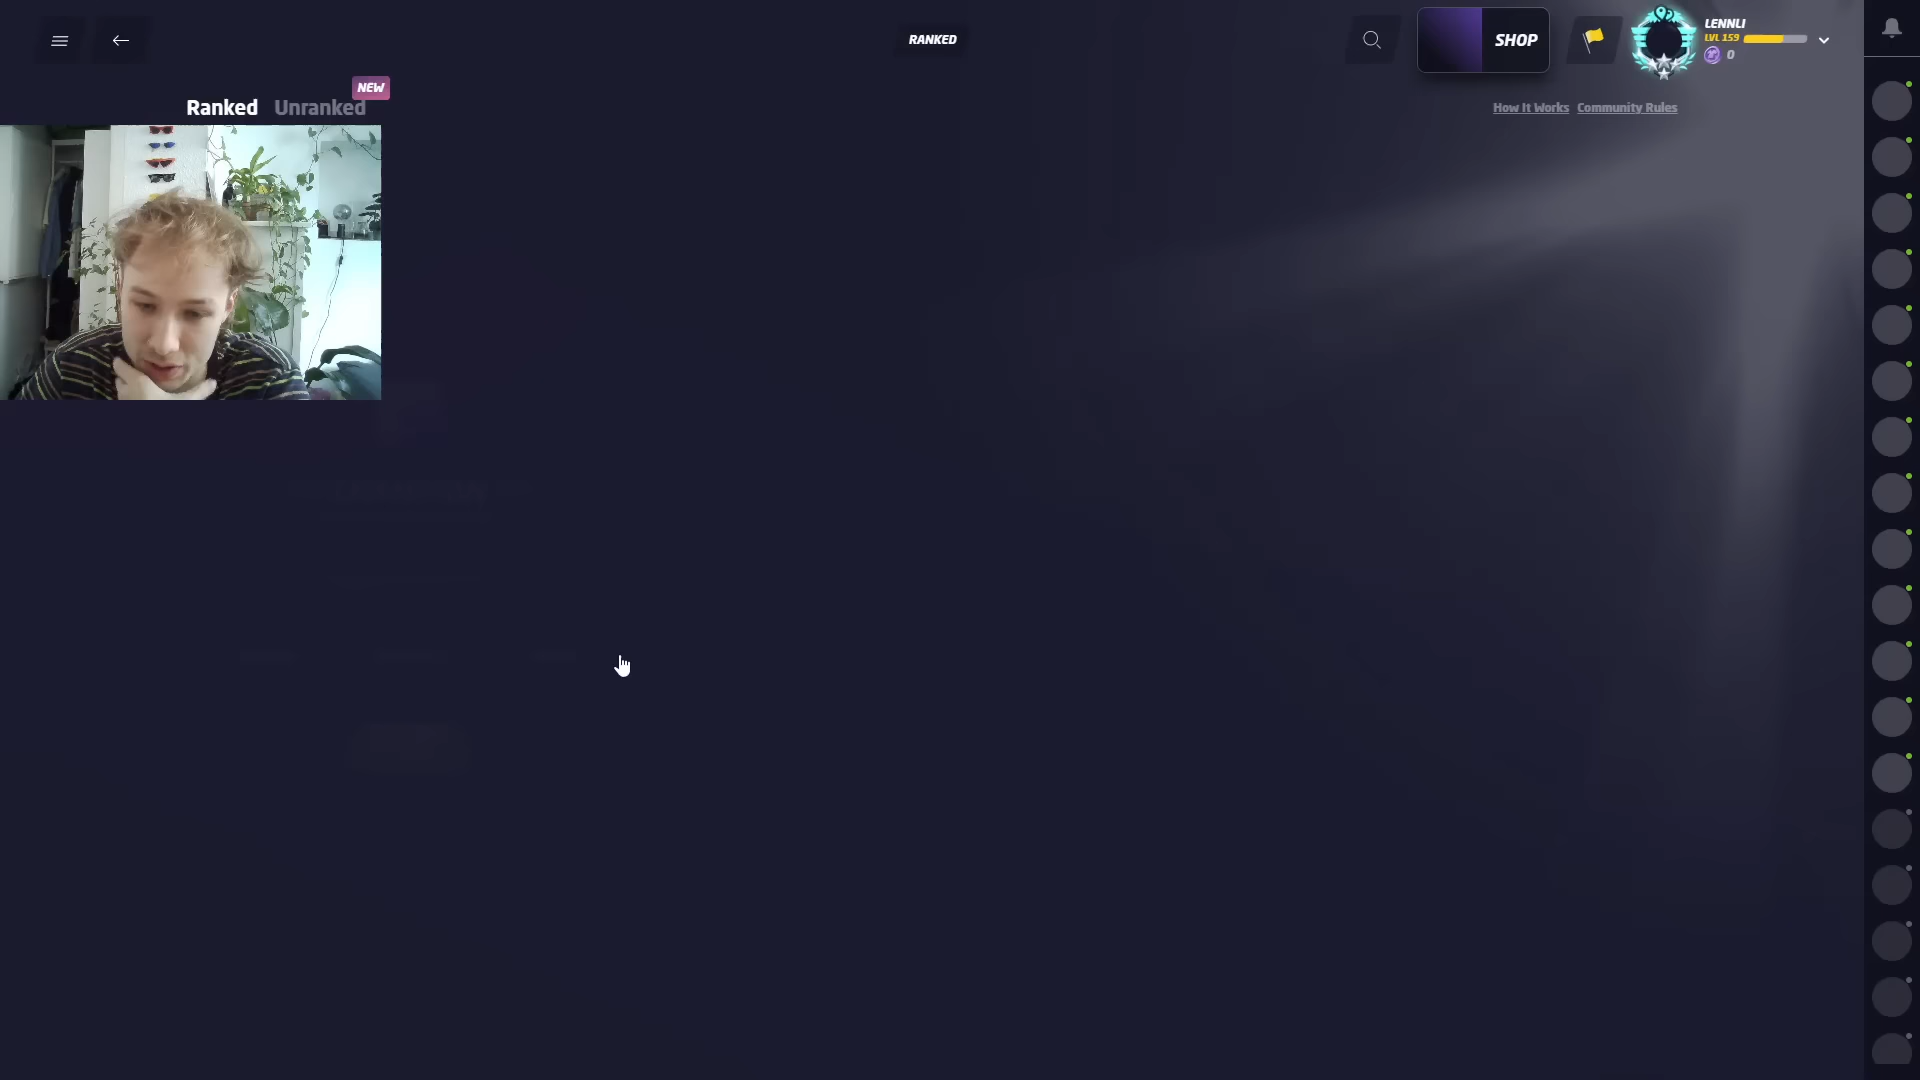 RANKED
SHOP
LENNLI
LVL 159
0
NEW
Ranked Unranked
How It Works Community Rules